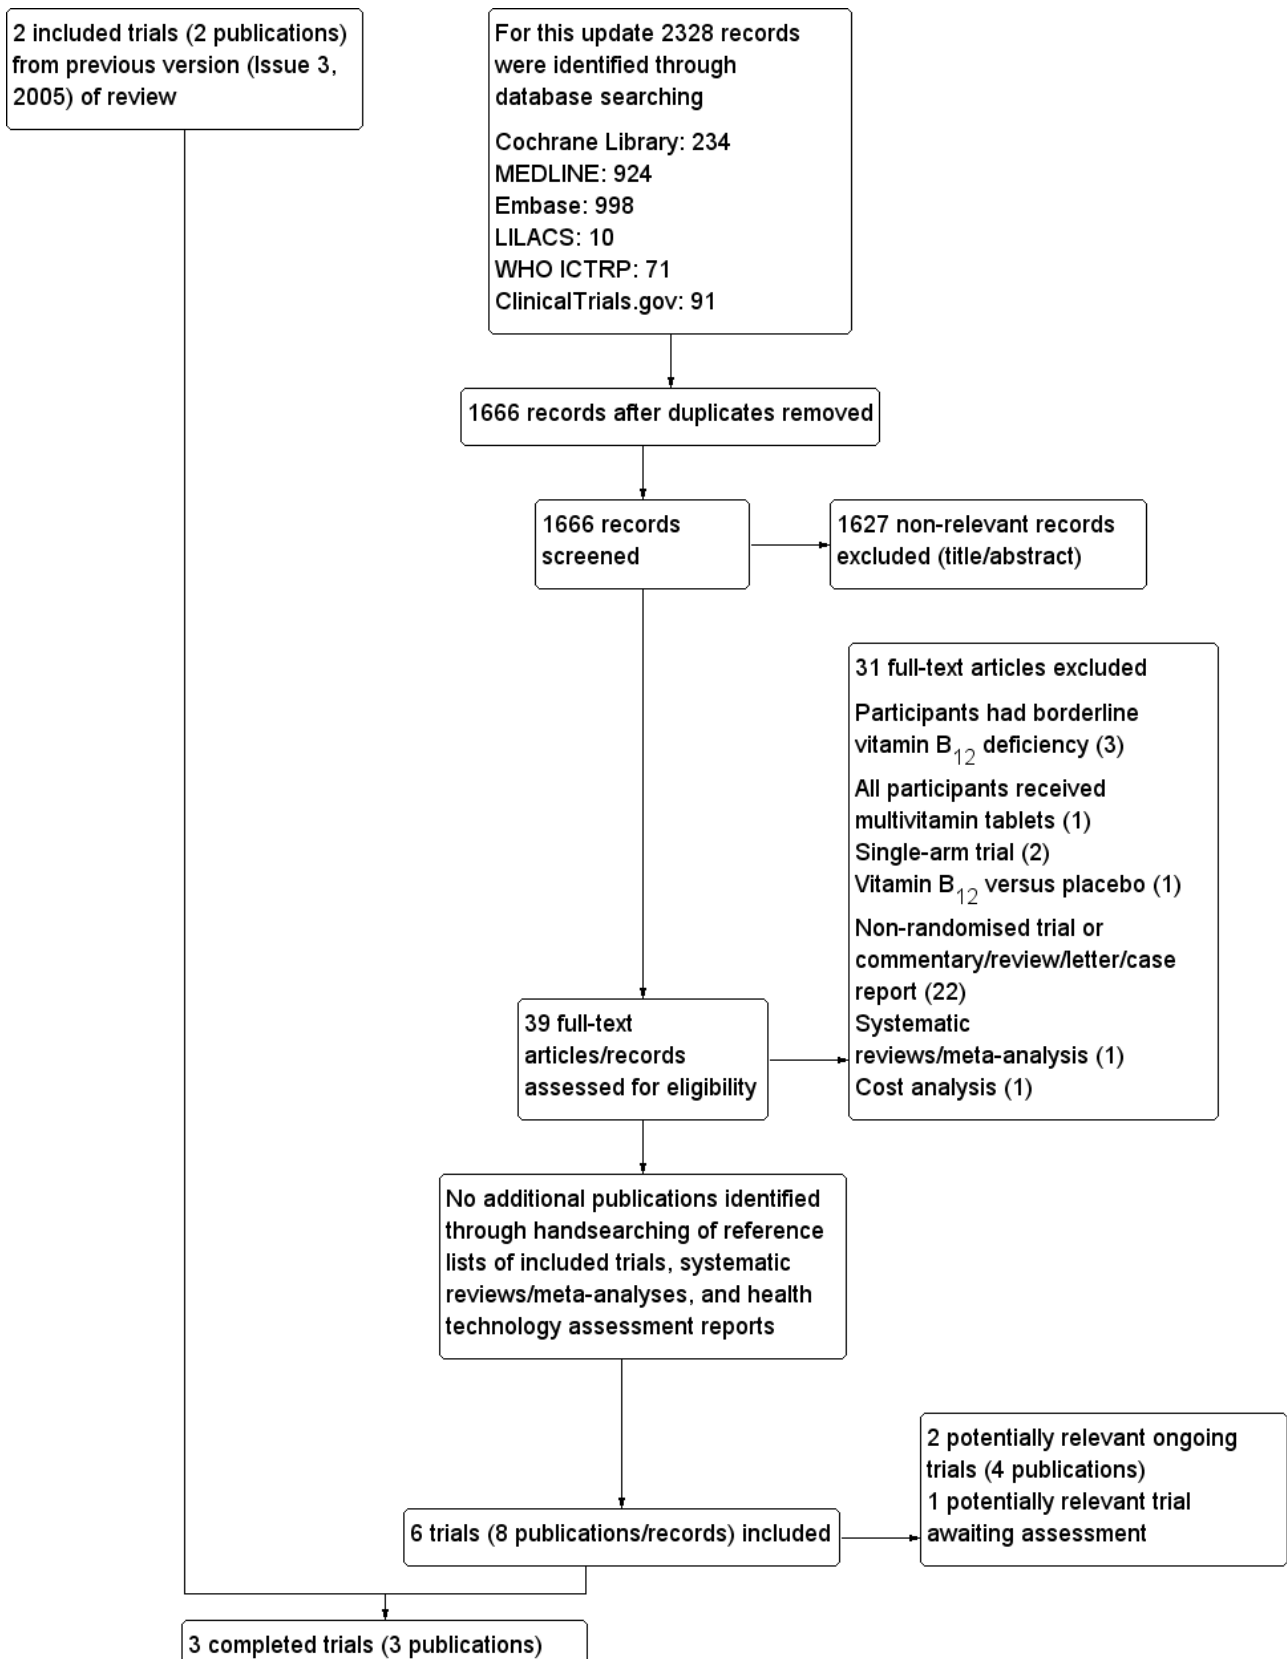 2 included trials (2 publications)
from previous version (Issue 3,
2005) of review
For this update 2328 records
were identified through
database searching
Cochrane Library: 234
MEDLINE: 924
Embase: 998
LILACS: 10
WHO ICTRP: 71
ClinicalTrials.gov: 91
1666 records after duplicates removed
1666 records
screened
1627 non-relevant records
excluded (title/abstract)
31 full-text articles excluded
Participants had borderline
vitamin B12 deficiency (3)
All participants received
multivitamin tablets (1)
Single-arm trial (2)
Vitamin B12 versus placebo (1)
Non-randomised trial or
commentary/review/letter/case
report (22)
Systematic
reviews/meta-analysis (1)
Cost analysis (1)
39 full-text
articles/records
assessed for eligibility
No additional publications identified
through handsearching of reference
lists of included trials, systematic
reviews/meta-analyses, and health
technology assessment reports
2 potentially relevant ongoing
trials (4 publications)
1 potentially relevant trial
awaiting assessment
6 trials (8 publications/records) included
3 completed trials (3 publications)